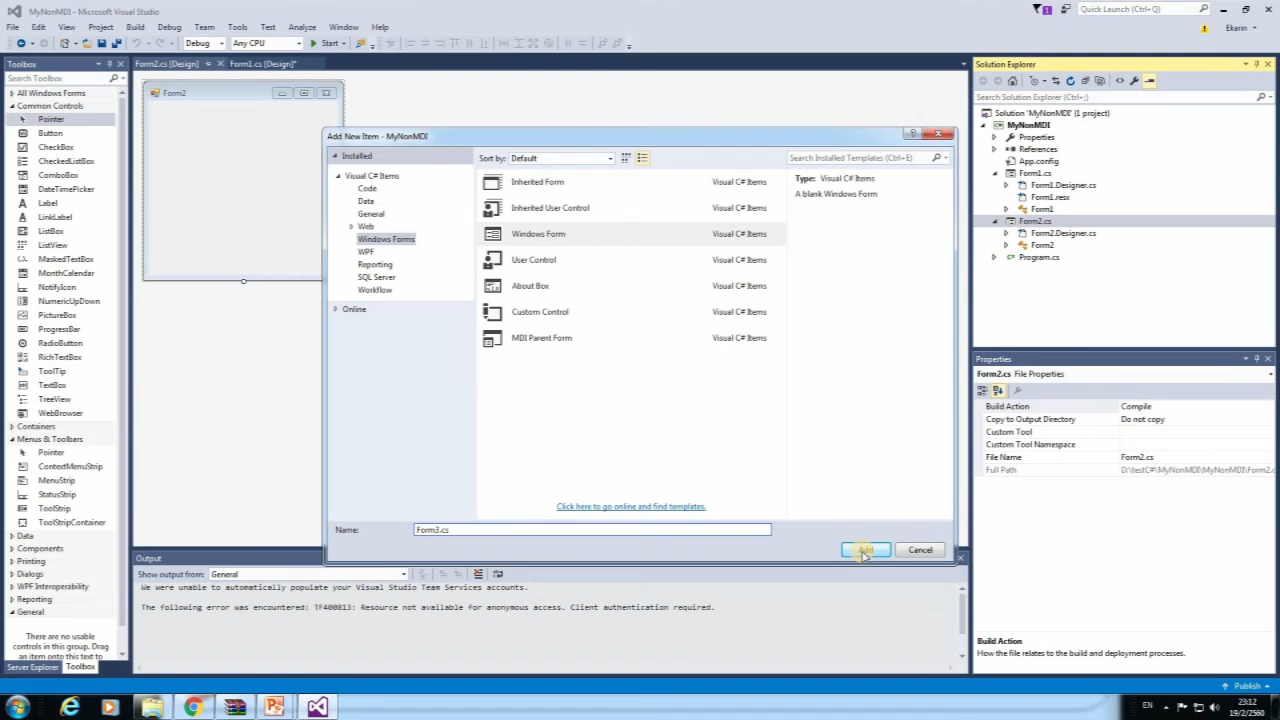 MyNonMDI - Microsoft Visual Studio
1
Quick Launch (Ctrl+Q)
File Edit View Project Build Debug Team Tools Test Analyze Window Help
Ekarin
Debug Any CPU Start
Toolbox
Search Toolbox
All Windows Forms
Common Controls
Pointer
Button
CheckBox
CheckedListBox
ComboBox
DateTimePicker
Label
LinkLabel
ListBox
ListView
MaskedTextBox
MonthCalendar
NotifyIcon
NumericUpDown
PictureBox
ProgressBar
RadioButton
RichTextBox
ToolTip
TextBox
TreeView
WebBrowser
Containers
Menus & Toolbars
Pointer
ContextMenuStrip
MenuStrip
StatusStrip
ToolStrip
ToolStripContainer
Data
Components
Printing
Dialogs
WPF Interoperability
Reporting
General
There are no usable
controls in this group. Drag
an item onto this text to
Server Explorer Toolbox
Form2.cs [Design] Form1.cs [Design]*
Form2
Add New Item - MyNonMDI
Installed
Visual C# Items
Code
Data
General
Web
Windows Forms
WPF
Reporting
SQL Server
Workflow
Online
Sort by: Default
Search Installed Templates (Ctrl+E)
Inherited Form Visual C# Items
Inherited User Control Visual C# Items
Windows Form Visual C# Items
User Control Visual C# Items
About Box Visual C# Items
Custom Control Visual C# Items
MDI Parent Form Visual C# Items
Type: Visual C# Items
A blank Windows Form
Click here to go online and find templates.
Name: Form3.cs
Add Cancel
Output
Show output from: General
We were unable to automatically populate your Visual Studio Team Services accounts.
The following error was encountered: TF400813: Resource not available for anonymous access. Client authentication required.
Solution Explorer
Search Solution Explorer (Ctrl+;)
Solution 'MyNonMDI' (1 project)
MyNonMDI
Properties
References
App.config
Form1.cs
Form1.Designer.cs
Form1.resx
Form1
Form2.cs
Form2.Designer.cs
Form2
Program.cs
Properties
Form2.cs File Properties
Build Action Compile
Copy to Output Directory Do not copy
Custom Tool
Custom Tool Namespace
File Name Form2.cs
Full Path D:\testC#\MyNonMDI\MyNonMDI\Form2.c
Build Action
How the file relates to the build and deployment processes.
Publish
EN
23:12
19/2/2560